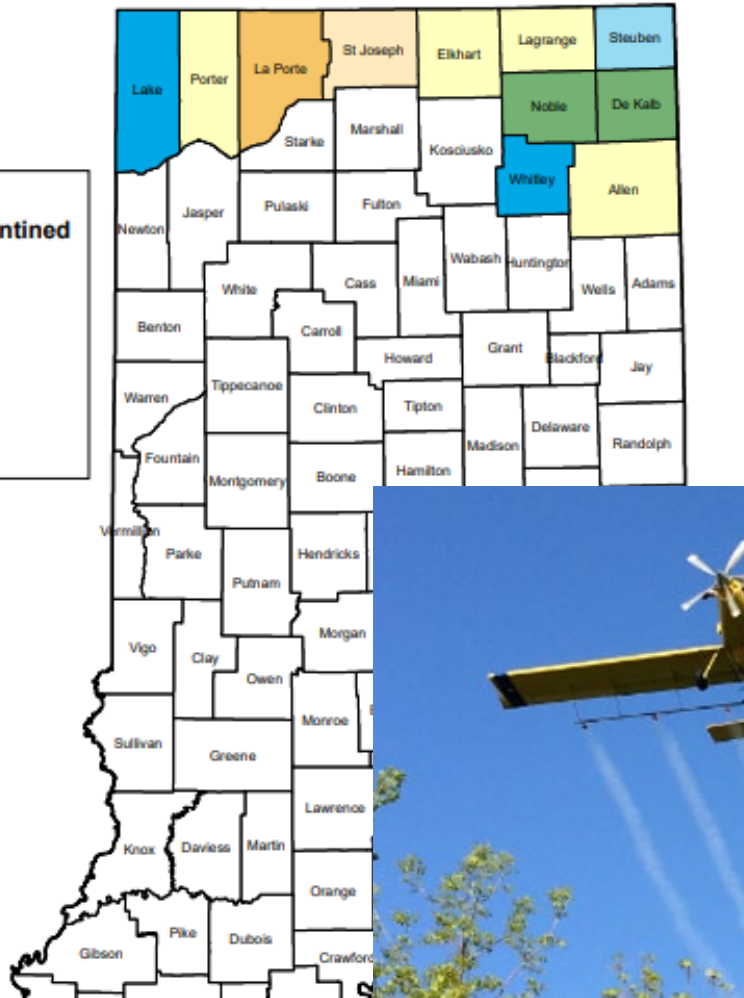 St Joseph
Elkhart
Lagrange
Steuben
La Porte
Porter
Lake
Noble
De Kalb
Marshall
Starke
Kosciusko
Whitley
Allen
Pulaski
Fulton
Jasper
Newton
ntined
Wabash
Huntington
Miami
Cass
White
Wells
Adams
Benton
Carroll
Howard
Grant
Blackford
Jay
Warren
Tippecanoe
Clinton
Tipton
Delaware
Madison
Randolph
Fountain
Montgomery
Boone
Hamilton
Vermillion
Parke
Hendricks
Putnam
Morgan
Vigo
Clay
Owen
Monroe
Sullivan
Greene
Lawrence
Knox
Daviess
Martin
Orange
Pike
Dubois
Gibson
Crawford